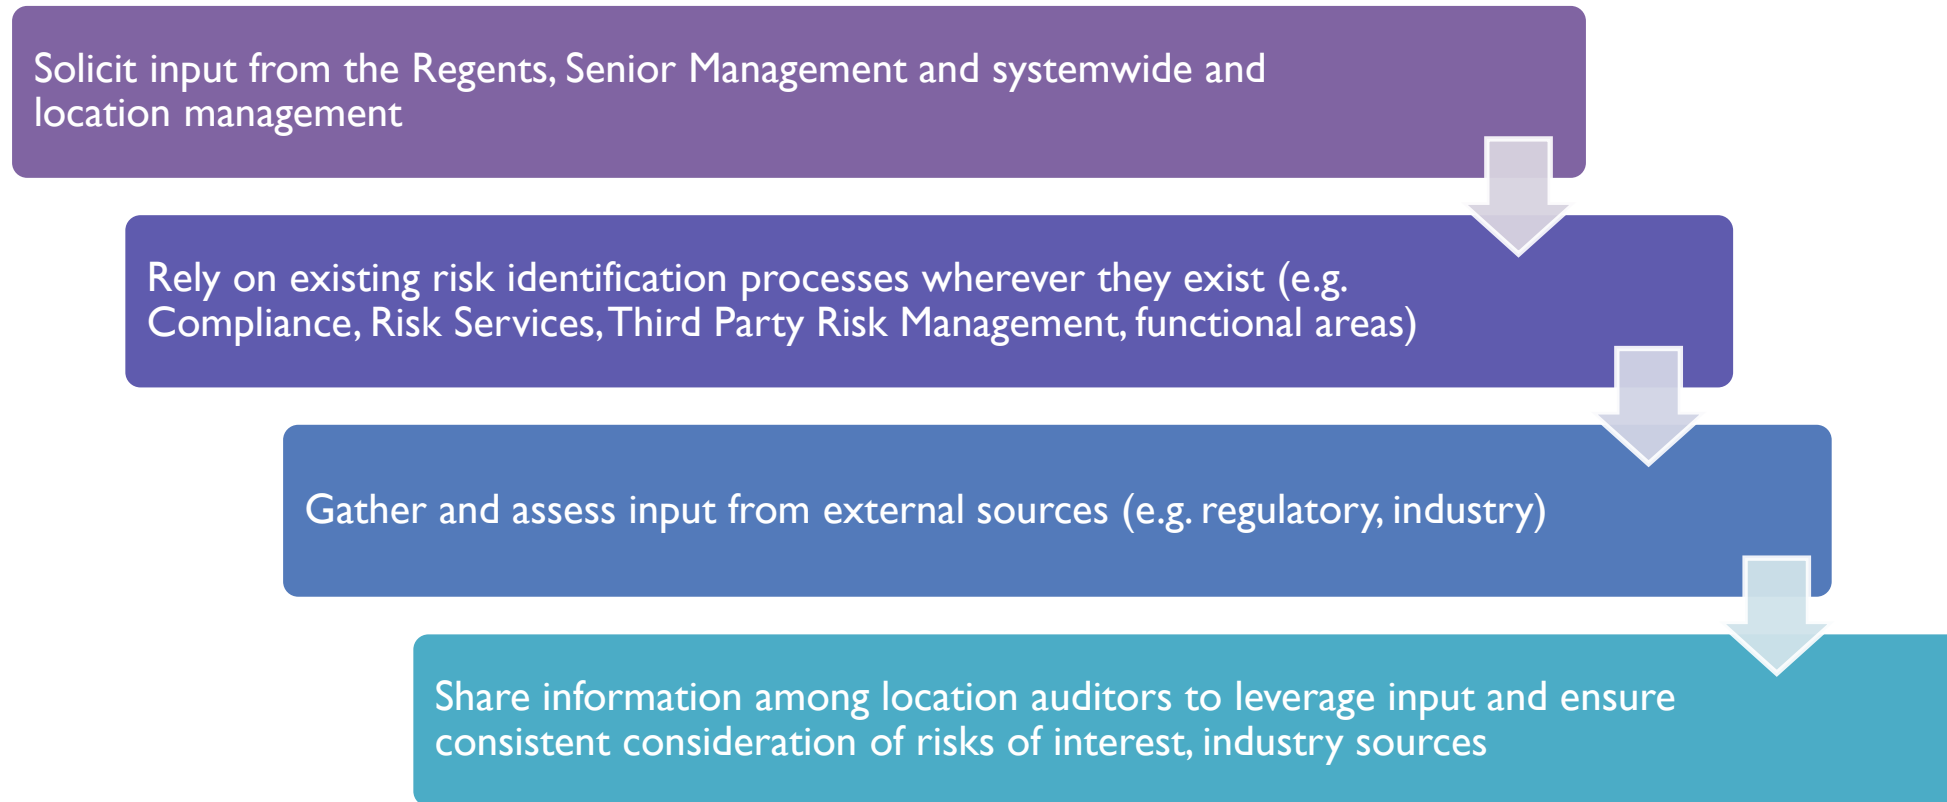 Solicit input from the Regents, Senior Management and systemwide and
location management
Rely on existing risk identification processes wherever they exist (e.g.
Compliance, Risk Services, Third Party Risk Management, functional areas)
Gather and assess input from external sources (e.g. regulatory, industry)
Share information among location auditors to leverage input and ensure
consistent consideration of risks of interest, industry sources